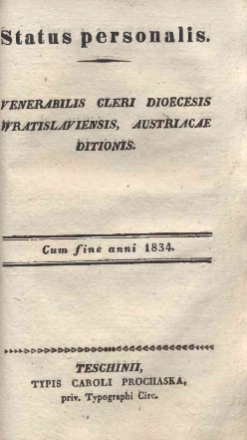 Status personalis.
VENERABILIS CLERI DIOECESIS
WRATISLAVIENSIS, AUSTRIACAE
DITIONIS.
Cum fine anni 1834.
TESCHINII,
TYPIS CAROLI PROCHASKA,
priv. Typographi Circ.